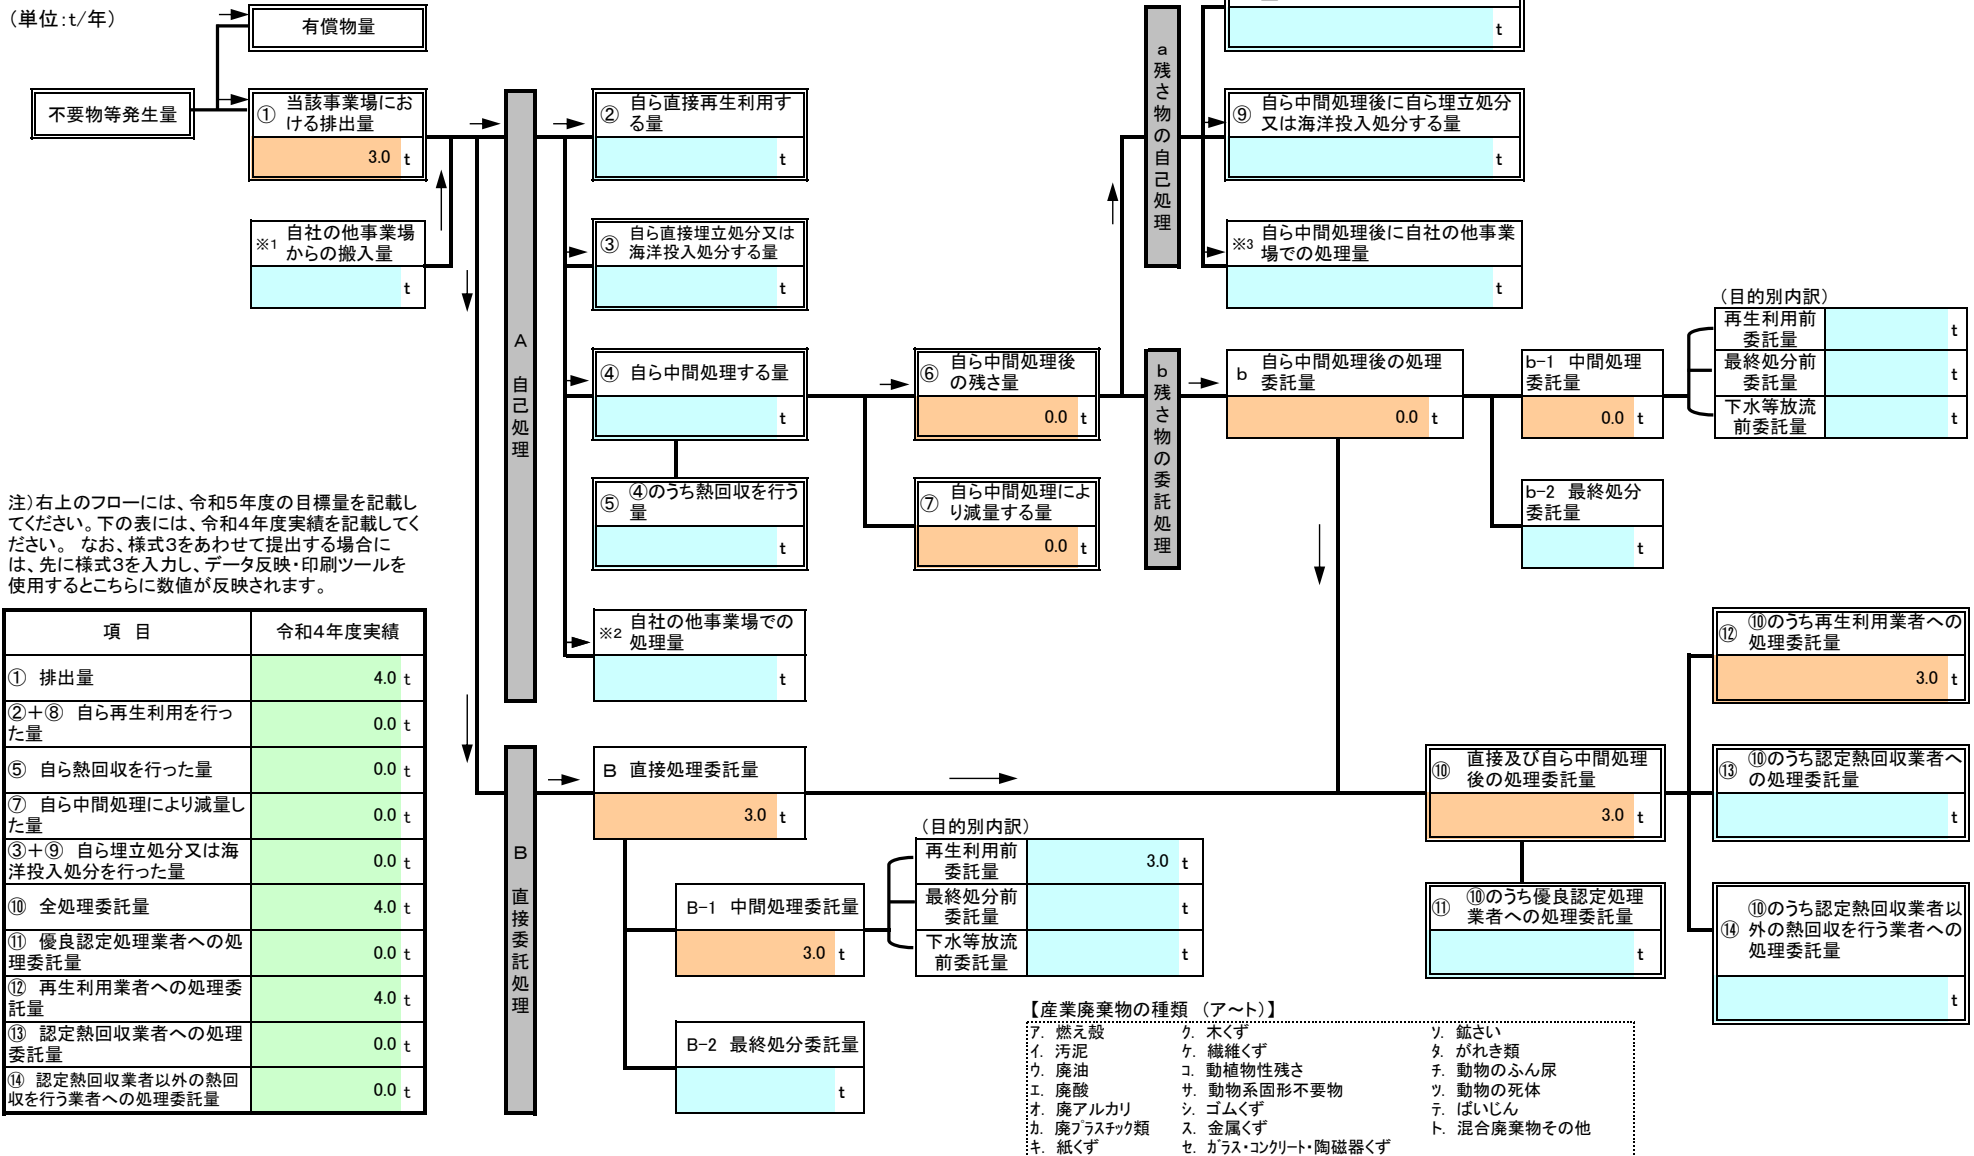 (単位:t/年)
有償物量
t
不要物等発生量
① 当該事業場にお
ける排出量
3.0 t
※1 自社の他事業場
からの搬入量
t
A 自己処理
② 自ら直接再生利用す
る量
t
③ 自ら直接埋立処分又は
海洋投入処分する量
t
④ 自ら中間処理する量
t
⑤ ④のうち熱回収を行う
量
t
※2 自社の他事業場での
処理量
t
⑥ 自ら中間処理後
の残さ量
0.0 t
⑦ 自ら中間処理によ
り減量する量
0.0 t
a 残さ物の自己処理
⑨ 自ら中間処理後に自ら埋立処分
又は海洋投入処分する量
t
※3 自ら中間処理後に自社の他事業
場での処理量
t
b 残さ物の委託処理
b 自ら中間処理後の処理
委託量
0.0 t
b-1 中間処理
委託量
0.0 t
b-2 最終処分
委託量
t
(目的別内訳)
再生利用前
委託量
t
最終処分前
委託量
t
下水等放流
前委託量
t
注)右上のフローには、令和5年度の目標量を記載し
てください。下の表には、令和4年度実績を記載してく
ださい。 なお、様式3をあわせて提出する場合に
は、先に様式3を入力し、データ反映・印刷ツールを
使用するとこちらに数値が反映されます。
項 目 令和4年度実績
① 排出量 4.0 t
②+⑧ 自ら再生利用を行っ
た量 0.0 t
⑤ 自ら熱回収を行った量 0.0 t
⑦ 自ら中間処理により減量し
た量 0.0 t
③+⑨ 自ら埋立処分又は海
洋投入処分を行った量 0.0 t
⑩ 全処理委託量 4.0 t
⑪ 優良認定処理業者への処
理委託量 0.0 t
⑫ 再生利用業者への処理委
託量 4.0 t
⑬ 認定熱回収業者への処理
委託量 0.0 t
⑭ 認定熱回収業者以外の熱回
収を行う業者への処理委託量 0.0 t
B 直接委託処理
B 直接処理委託量
3.0 t
B-1 中間処理委託量
3.0 t
B-2 最終処分委託量
t
(目的別内訳)
再生利用前
委託量
3.0 t
最終処分前
委託量
t
下水等放流
前委託量
t
⑩ 直接及び自ら中間処理
後の処理委託量
3.0 t
⑪ ⑩のうち優良認定処理
業者への処理委託量
t
⑫ ⑩のうち再生利用業者への
処理委託量
3.0 t
⑬ ⑩のうち認定熱回収業者へ
の処理委託量
t
⑭ ⑩のうち認定熱回収業者以
外の熱回収を行う業者への
処理委託量
t
【産業廃棄物の種類 (ア~ト)】
ア. 燃え殻 ク. 木くず ソ. 鉱さい
イ. 汚泥 ケ. 繊維くず タ. がれき類
ウ. 廃油 コ. 動植物性残さ チ. 動物のふん尿
エ. 廃酸 サ. 動物系固形不要物 ツ. 動物の死体
オ. 廃アルカリ シ. ゴムくず テ. ばいじん
カ. 廃プラスチック類 ス. 金属くず ト. 混合廃棄物その他
キ. 紙くず セ. ガラス・コンクリート・陶磁器くず